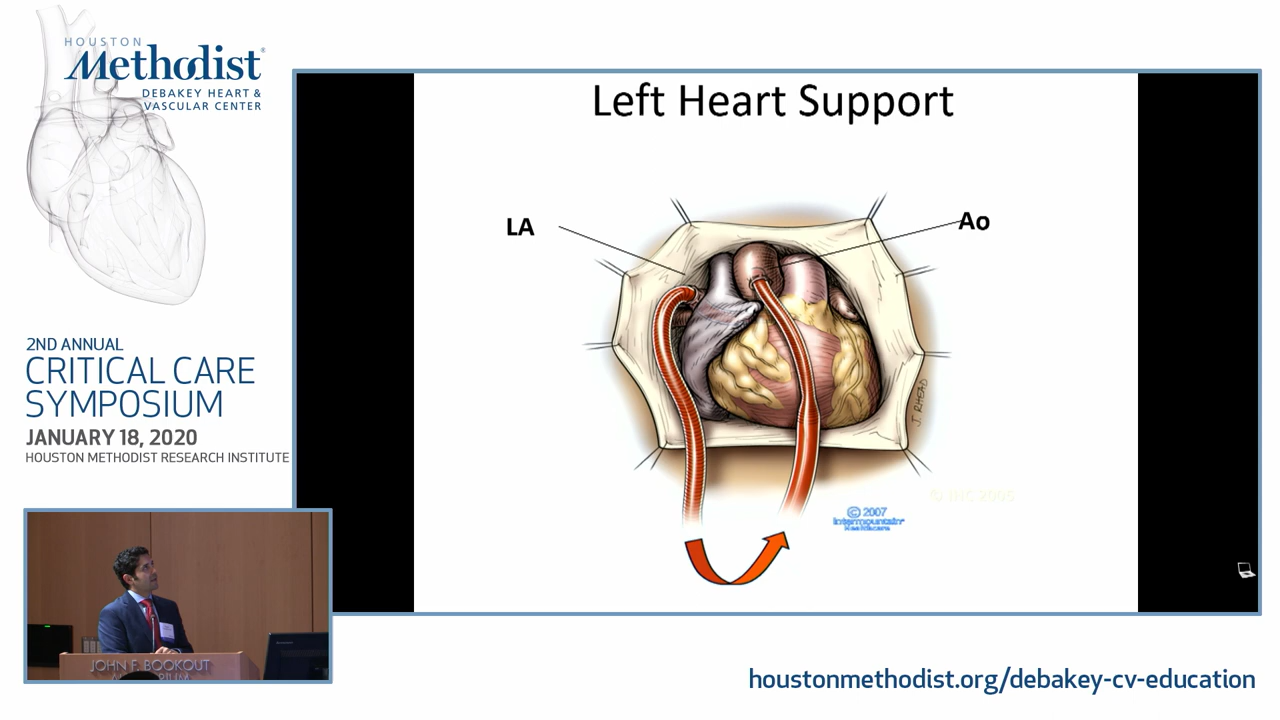 HOUSTON
Methodist®
DEBAKEY HEART &
VASCULAR CENTER
2ND ANNUAL
CRITICAL CARE
SYMPOSIUM
JANUARY 18, 2020
HOUSTON METHODIST RESEARCH INSTITUTE
Left Heart Support
LA
Ao
J. RHEAD
© 2007
Intermountain
Healthcare
JOHN F. BOOKOUT
houstonmethodist.org/debakey-cv-education